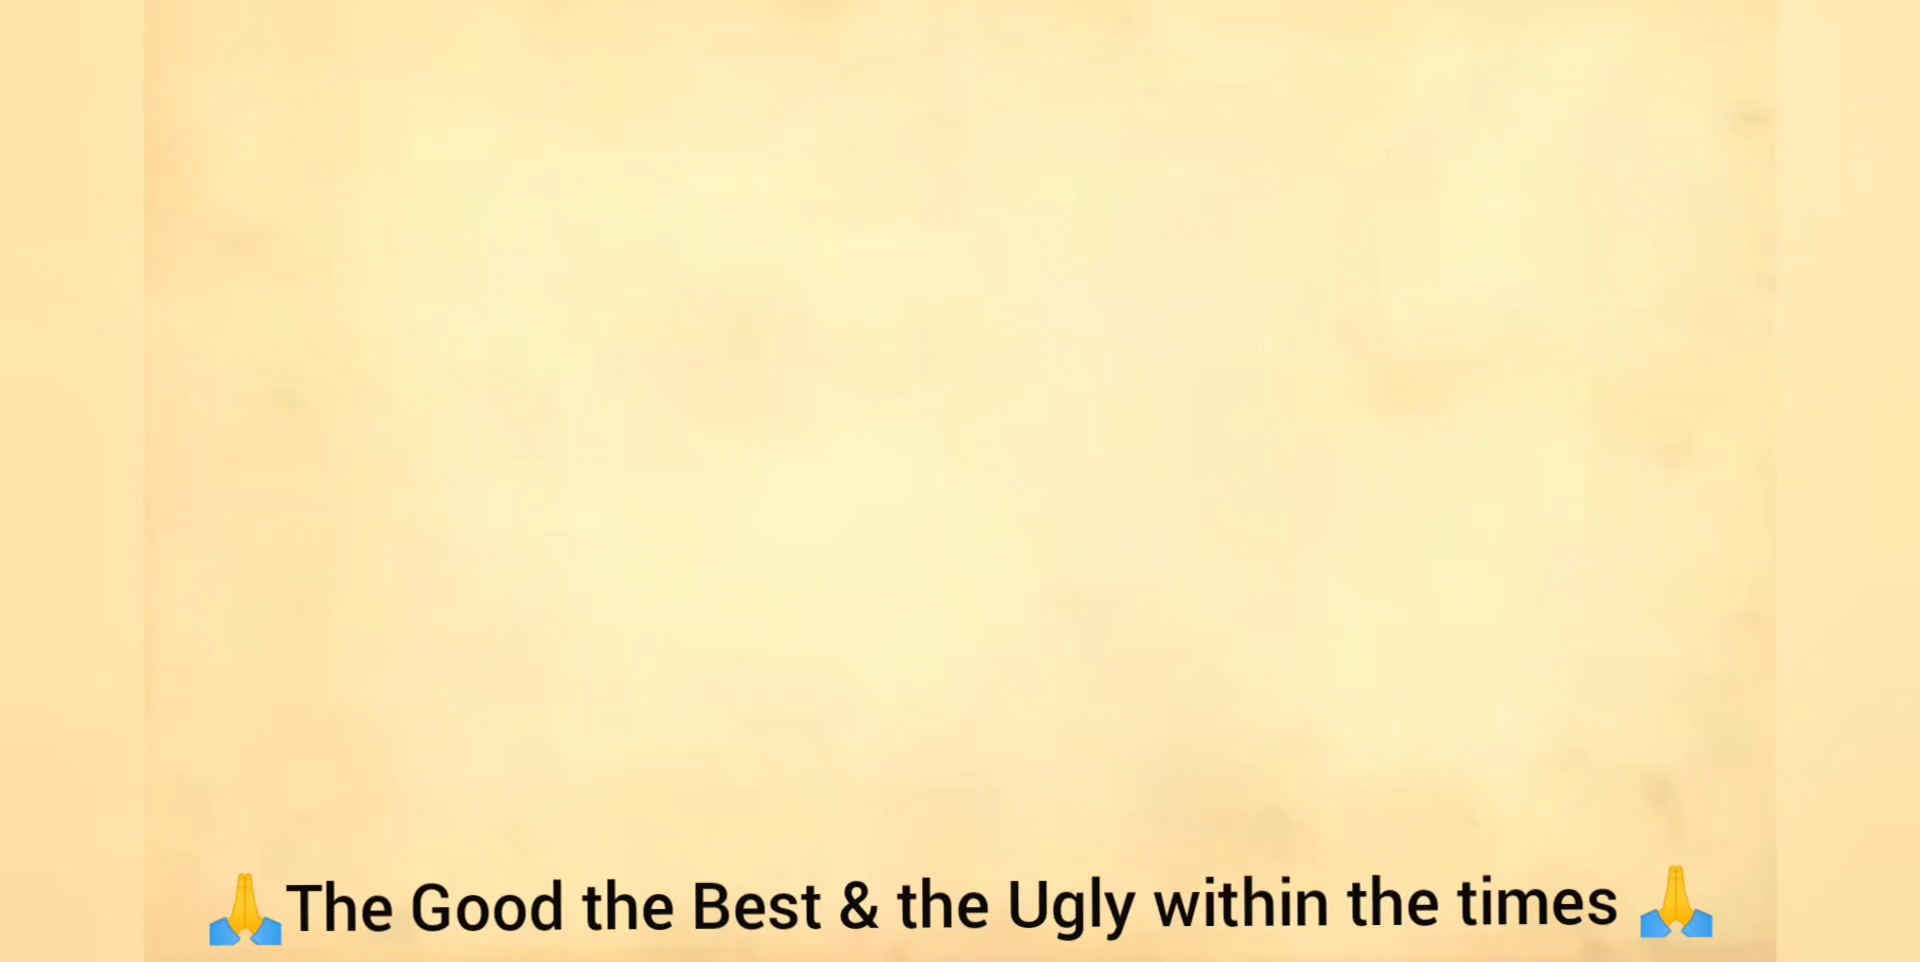 🙏The Good the Best & the Ugly within the times 🙏